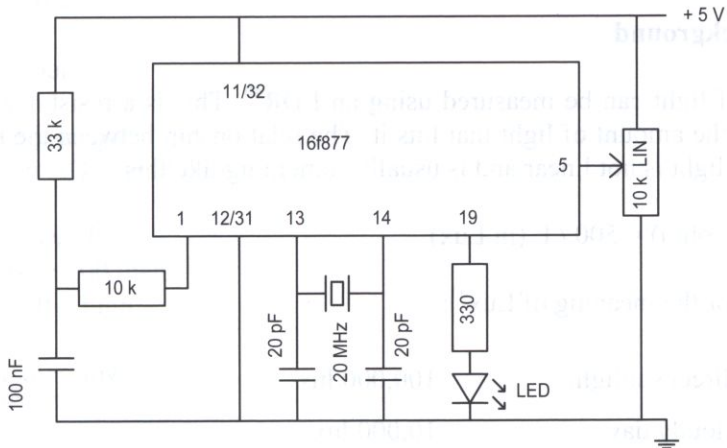 + 5 V
11/32
16f877
33 k
5
10 k LIN
1
12/31
13
14
19
10 k
20 pF
20 MHz
20 pF
330
100 nF
LED